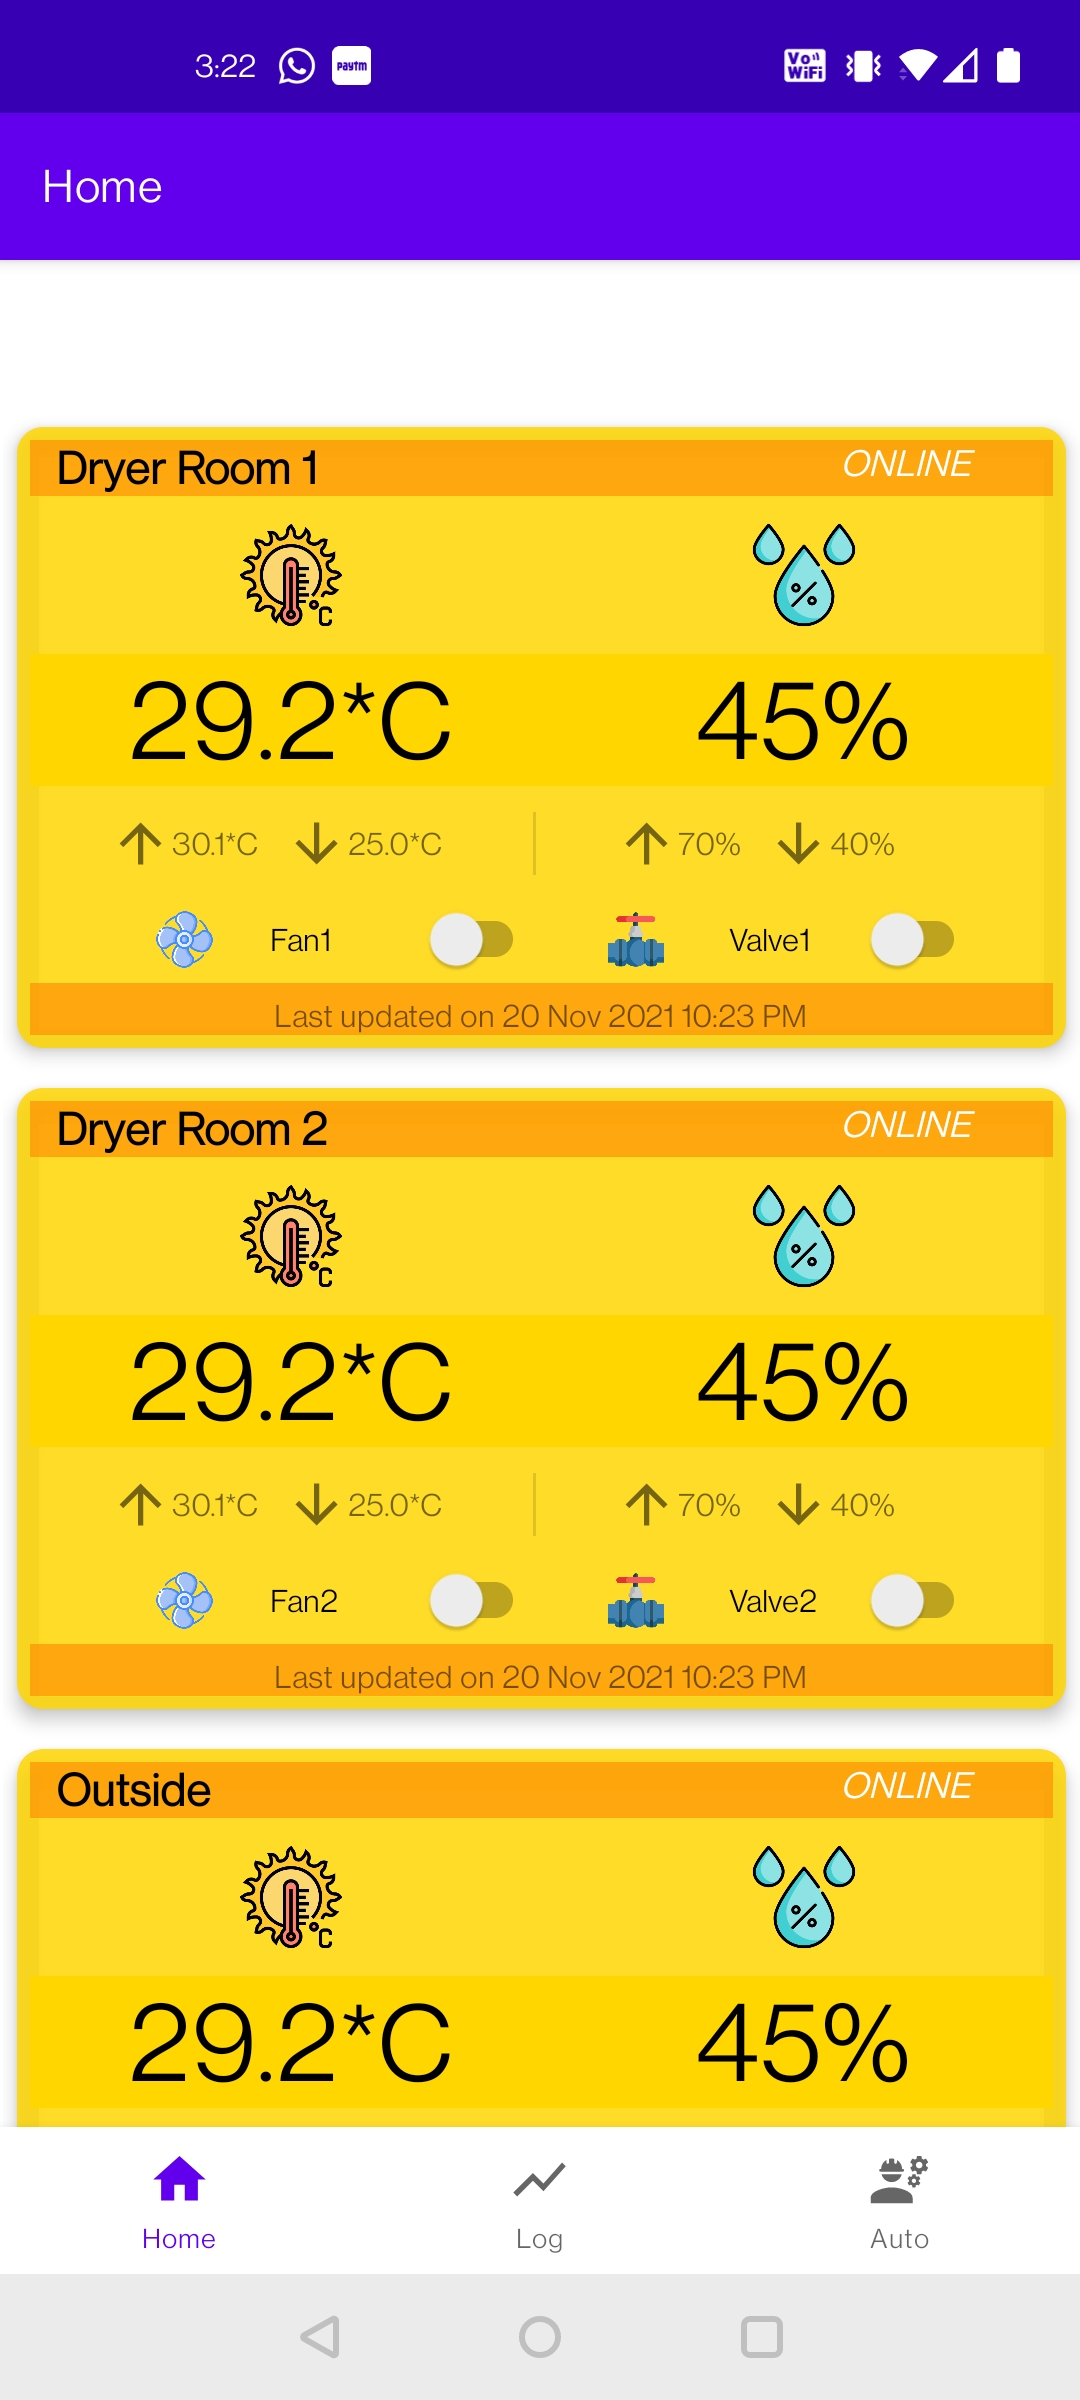 3:22 Paytm Vo WiFi
Home
Dryer Room 1 ONLINE
°C %
29.2*C 45%
30.1*C 25.0*C 70% 40%
Fan1 Valve1
Last updated on 20 Nov 2021 10:23 PM
Dryer Room 2 ONLINE
°C %
29.2*C 45%
30.1*C 25.0*C 70% 40%
Fan2 Valve2
Last updated on 20 Nov 2021 10:23 PM
Outside ONLINE
°C %
29.2*C 45%
Home Log Auto